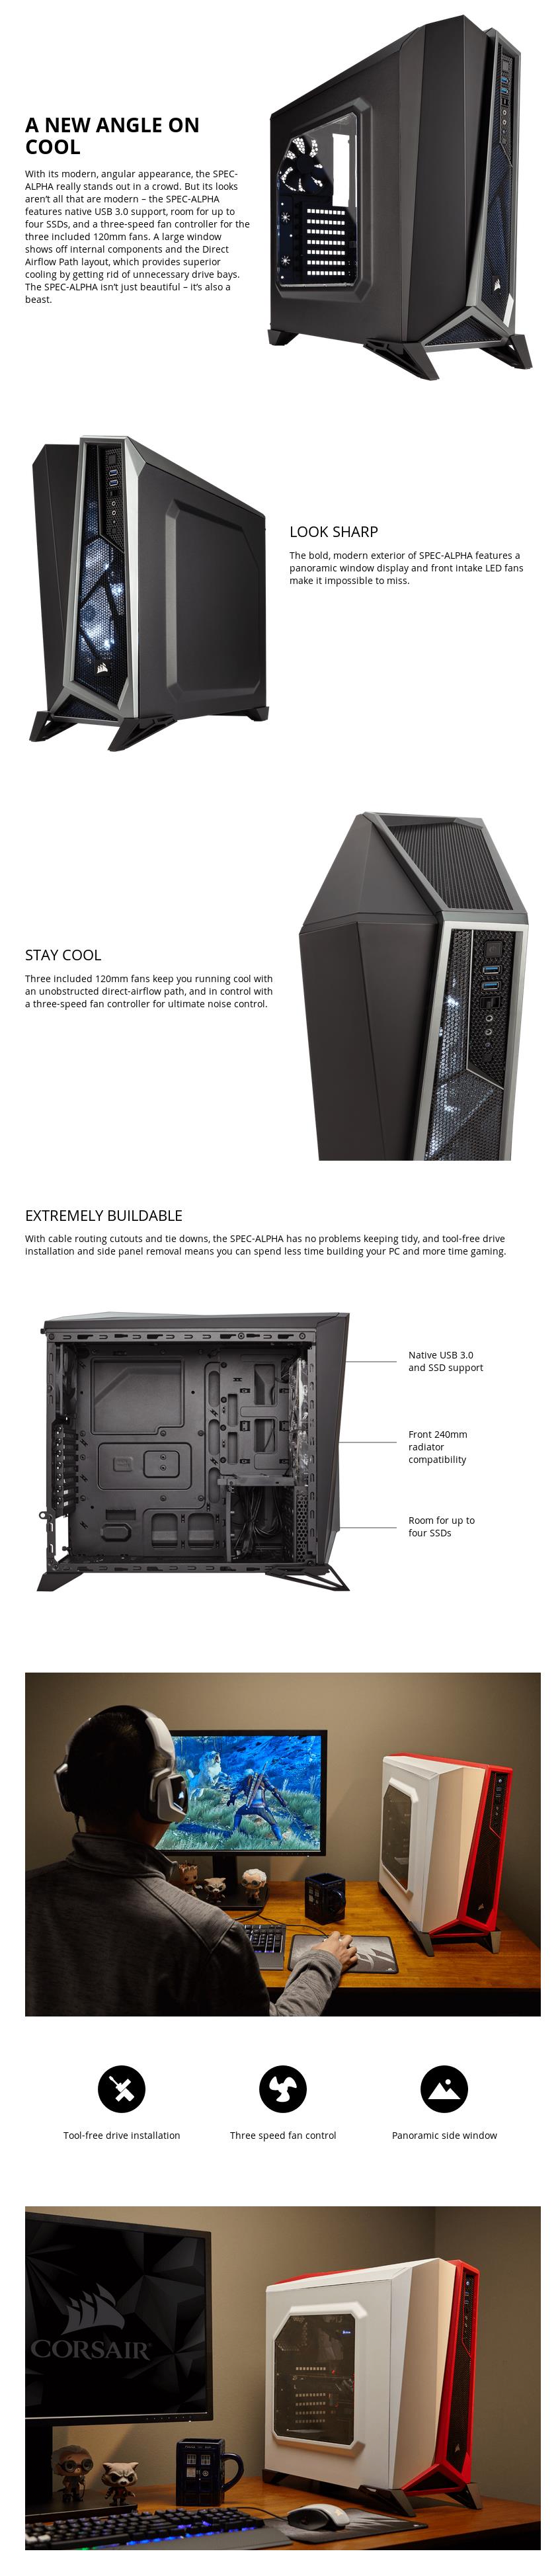 A NEW ANGLE ON
COOL
With its modern, angular appearance, the SPEC-
ALPHA really stands out in a crowd. But its looks
aren’t all that are modern – the SPEC-ALPHA
features native USB 3.0 support, room for up to
four SSDs, and a three-speed fan controller for the
three included 120mm fans. A large window
shows off internal components and the Direct
Airflow Path layout, which provides superior
cooling by getting rid of unnecessary drive bays.
The SPEC-ALPHA isn’t just beautiful – it’s also a
beast.
LOOK SHARP
The bold, modern exterior of SPEC-ALPHA features a
panoramic window display and front intake LED fans
make it impossible to miss.
STAY COOL
Three included 120mm fans keep you running cool with
an unobstructed direct-airflow path, and in control with
a three-speed fan controller for ultimate noise control.
EXTREMELY BUILDABLE
With cable routing cutouts and tie downs, the SPEC-ALPHA has no problems keeping tidy, and tool-free drive
installation and side panel removal means you can spend less time building your PC and more time gaming.
Native USB 3.0
and SSD support
Front 240mm
radiator
compatibility
Room for up to
four SSDs
Tool-free drive installation
Three speed fan control
Panoramic side window
CORSAIR